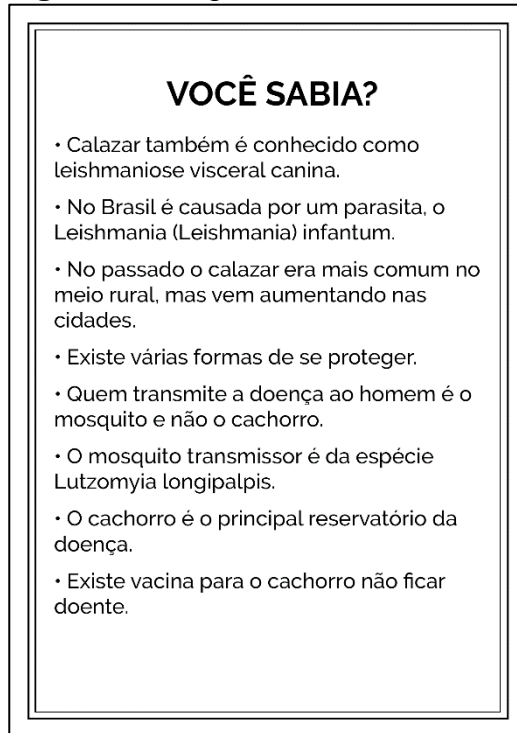 VOCÊ SABIA?
• Calazar também é conhecido como
leishmaniose visceral canina.
• No Brasil é causada por um parasita, o
Leishmania (Leishmania) infantum.
• No passado o calazar era mais comum no
meio rural, mas vem aumentando nas
cidades.
• Existe várias formas de se proteger.
• Quem transmite a doença ao homem é o
mosquito e não o cachorro.
• O mosquito transmissor é da espécie
Lutzomyia longipalpis.
• O cachorro é o principal reservatório da
doença.
• Existe vacina para o cachorro não ficar
doente.